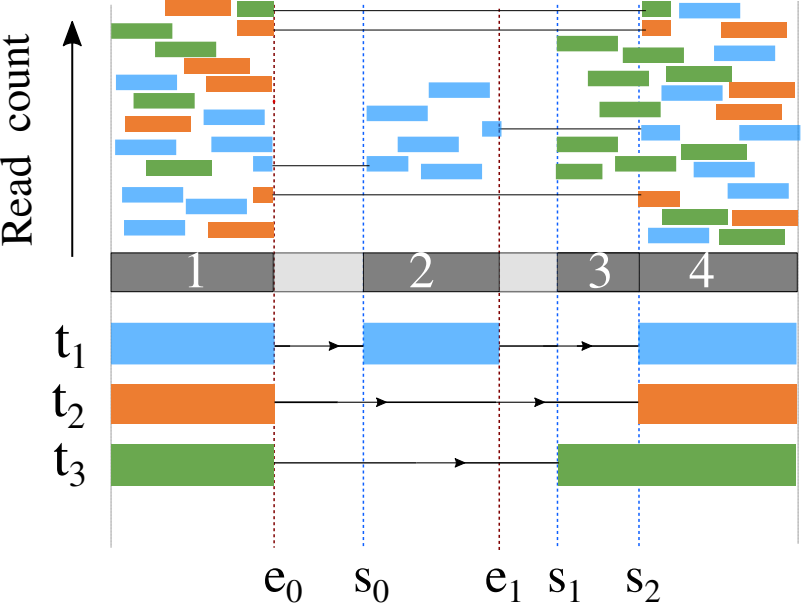 Read count
1 2 3 4
t₁
t₂
t₃
e₀ s₀ e₁ s₁ s₂